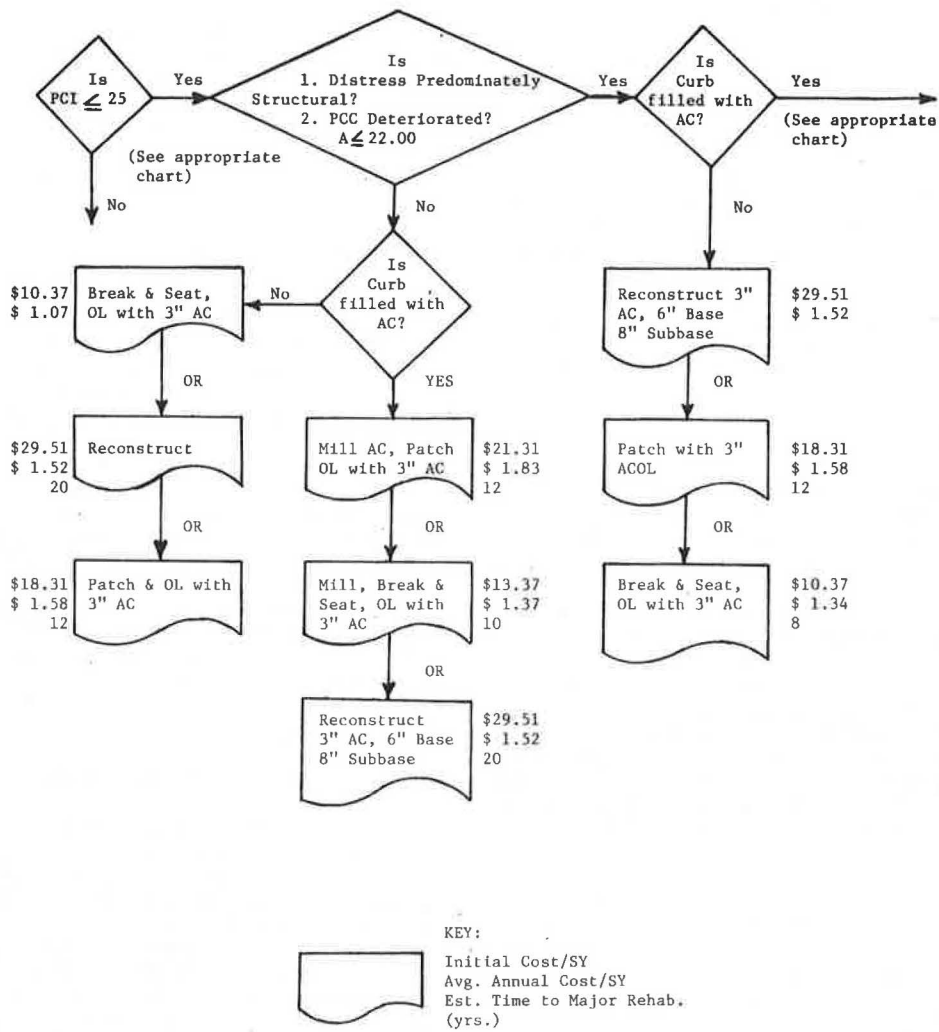 Is
PCI ≤ 25
Yes
(See appropriate
chart)
No
Is
1. Distress Predominately
Structural?
2. PCC Deteriorated?
A≤22.00
Yes
No
Is
Curb
filled with
AC?
Yes
(See appropriate
chart)
No
Is
Curb
filled with
AC?
No
YES
$10.37
$ 1.07
Break & Seat,
OL with 3" AC
OR
$29.51
$ 1.52
20
Reconstruct
OR
$18.31
$ 1.58
12
Patch & OL with
3" AC
Mill AC, Patch
OL with 3" AC
$21.31
$ 1.83
12
OR
Mill, Break &
Seat, OL with
3" AC
$13.37
$ 1.37
10
OR
Reconstruct
3" AC, 6" Base
8" Subbase
$29.51
$ 1.52
20
Reconstruct 3"
AC, 6" Base
8" Subbase
$29.51
$ 1.52
OR
Patch with 3"
ACOL
$18.31
$ 1.58
12
OR
Break & Seat,
OL with 3" AC
$10.37
$ 1.34
8
KEY:
Initial Cost/SY
Avg. Annual Cost/SY
Est. Time to Major Rehab.
(yrs.)